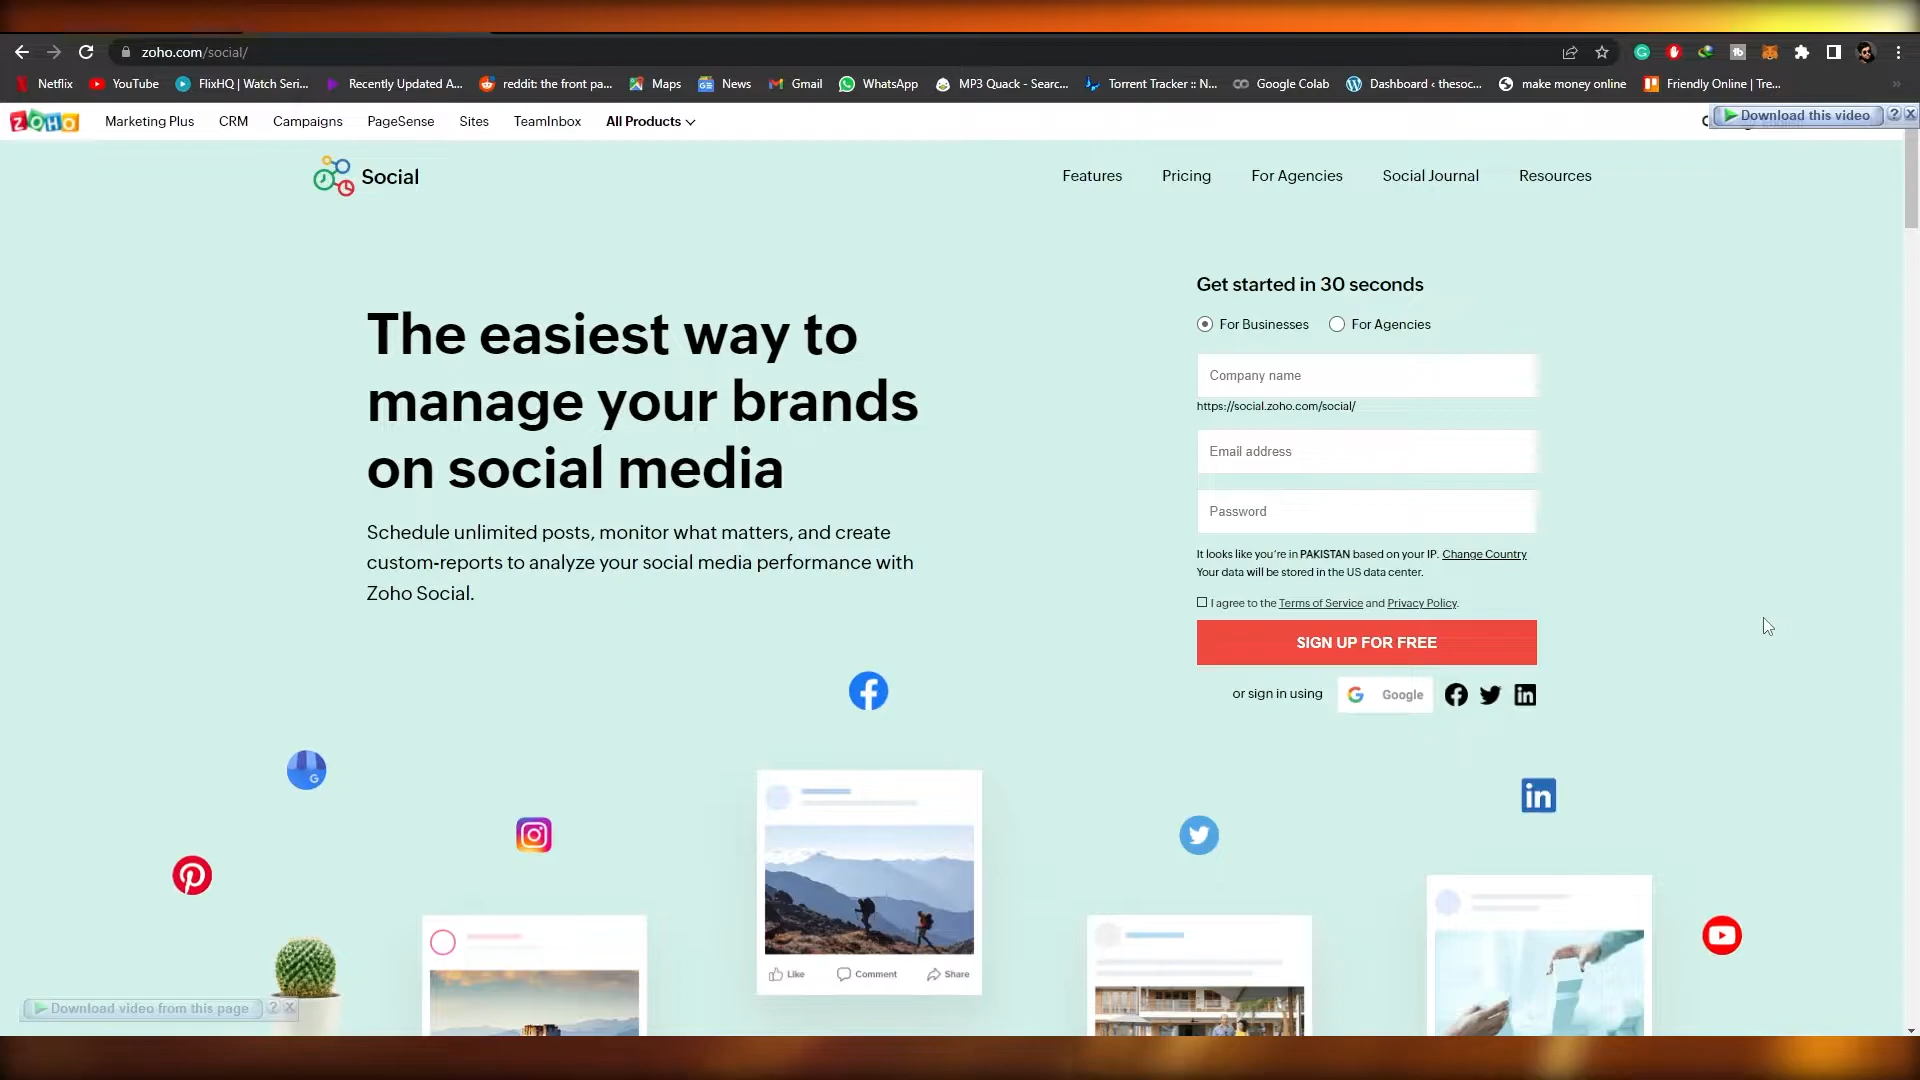 zoho.com/social/
Netflix
YouTube
FlixHQ | Watch Seri...
Recently Updated A...
reddit: the front pa...
Maps
News
Gmail
WhatsApp
MP3 Quack - Searc...
Torrent Tracker :: N...
Google Colab
Dashboard ‹ thesoc...
make money online
Friendly Online | Tre...
ZOHO
Marketing Plus
CRM
Campaigns
PageSense
Sites
TeamInbox
All Products
Download this video
Social
Features
Pricing
For Agencies
Social Journal
Resources
The easiest way to
manage your brands
on social media
Schedule unlimited posts, monitor what matters, and create
custom-reports to analyze your social media performance with
Zoho Social.
Get started in 30 seconds
For Businesses
For Agencies
Company name
https://social.zoho.com/social/
Email address
Password
It looks like you're in PAKISTAN based on your IP. Change Country
Your data will be stored in the US data center.
I agree to the Terms of Service and Privacy Policy.
SIGN UP FOR FREE
or sign in using
Google
Like
Comment
Share
Download video from this page